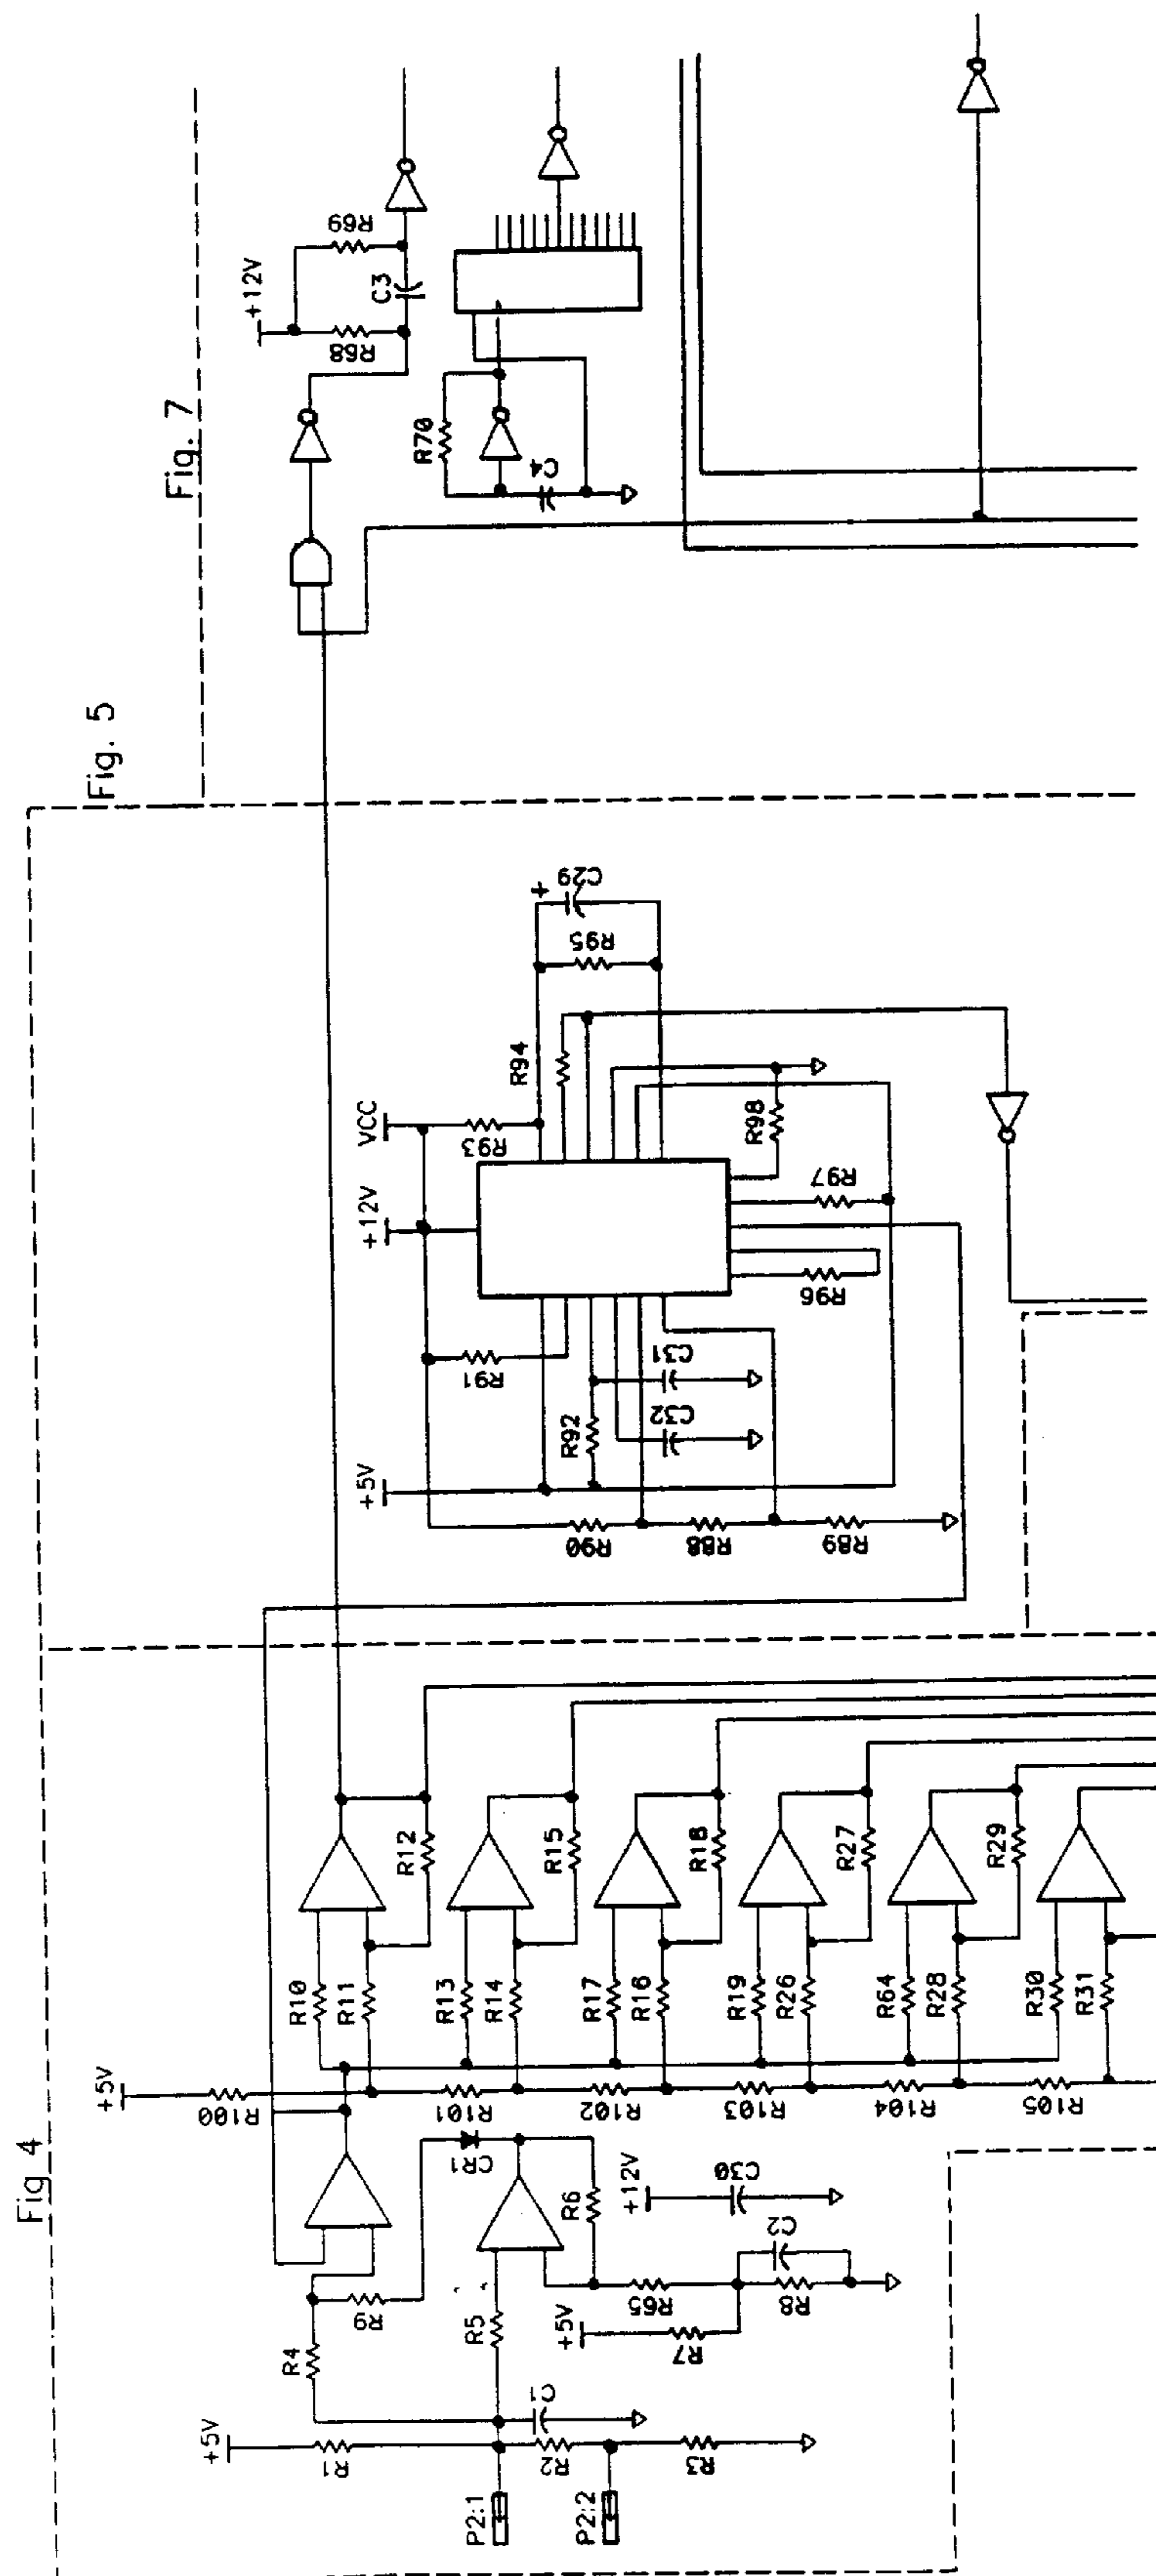 Fig 4
Fig. 5
Fig. 7
+5V
R1
P2:1
P2:2
R2
R3
C1
R4
R9
R5
+5V
R7
R65
R8
C2
R6
CR1
+12V
C30
+5V
R100
R101
R102
R103
R104
R105
R10
R11
R12
R13
R14
R15
R17
R16
R18
R19
R26
R27
R64
R28
R29
R30
R31
+5V
R90
R88
R89
R92
C32
C31
R91
+12V
VCC
R93
R94
R95
+
C29
R96
R97
R98
+12V
R68
R69
C3
R70
C4
+